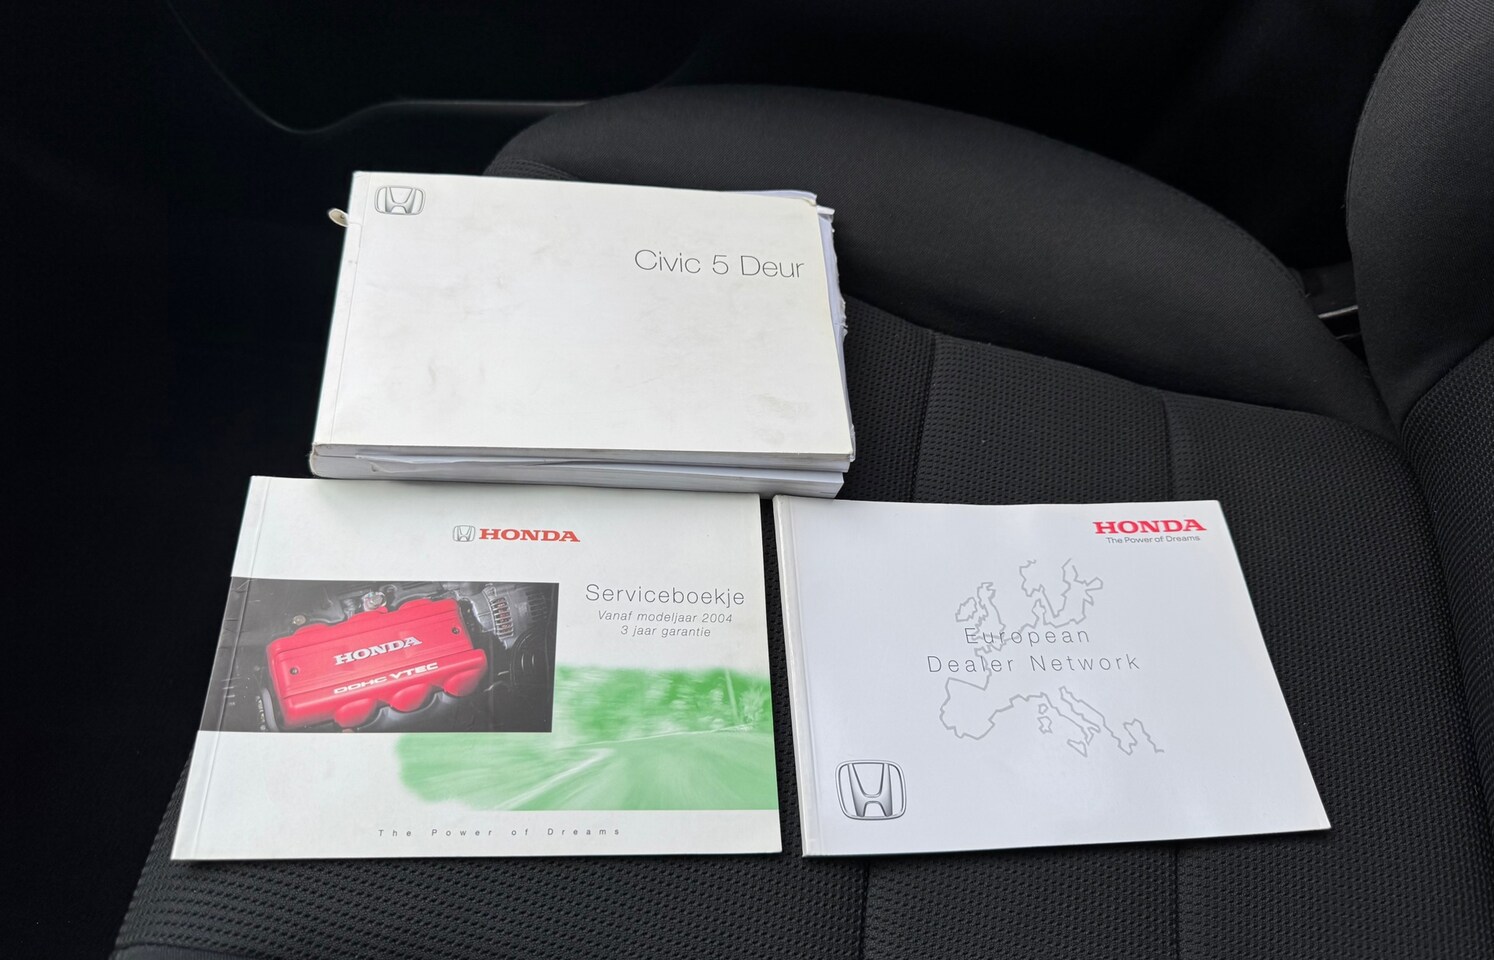 Civic 5 Deur
HONDA
Serviceboekje
Vanaf modeljaar 2004
3 jaar garantie
HONDA
DOHC VTEC
The Power of Dreams
HONDA
The Power of Dreams
European
Dealer Network